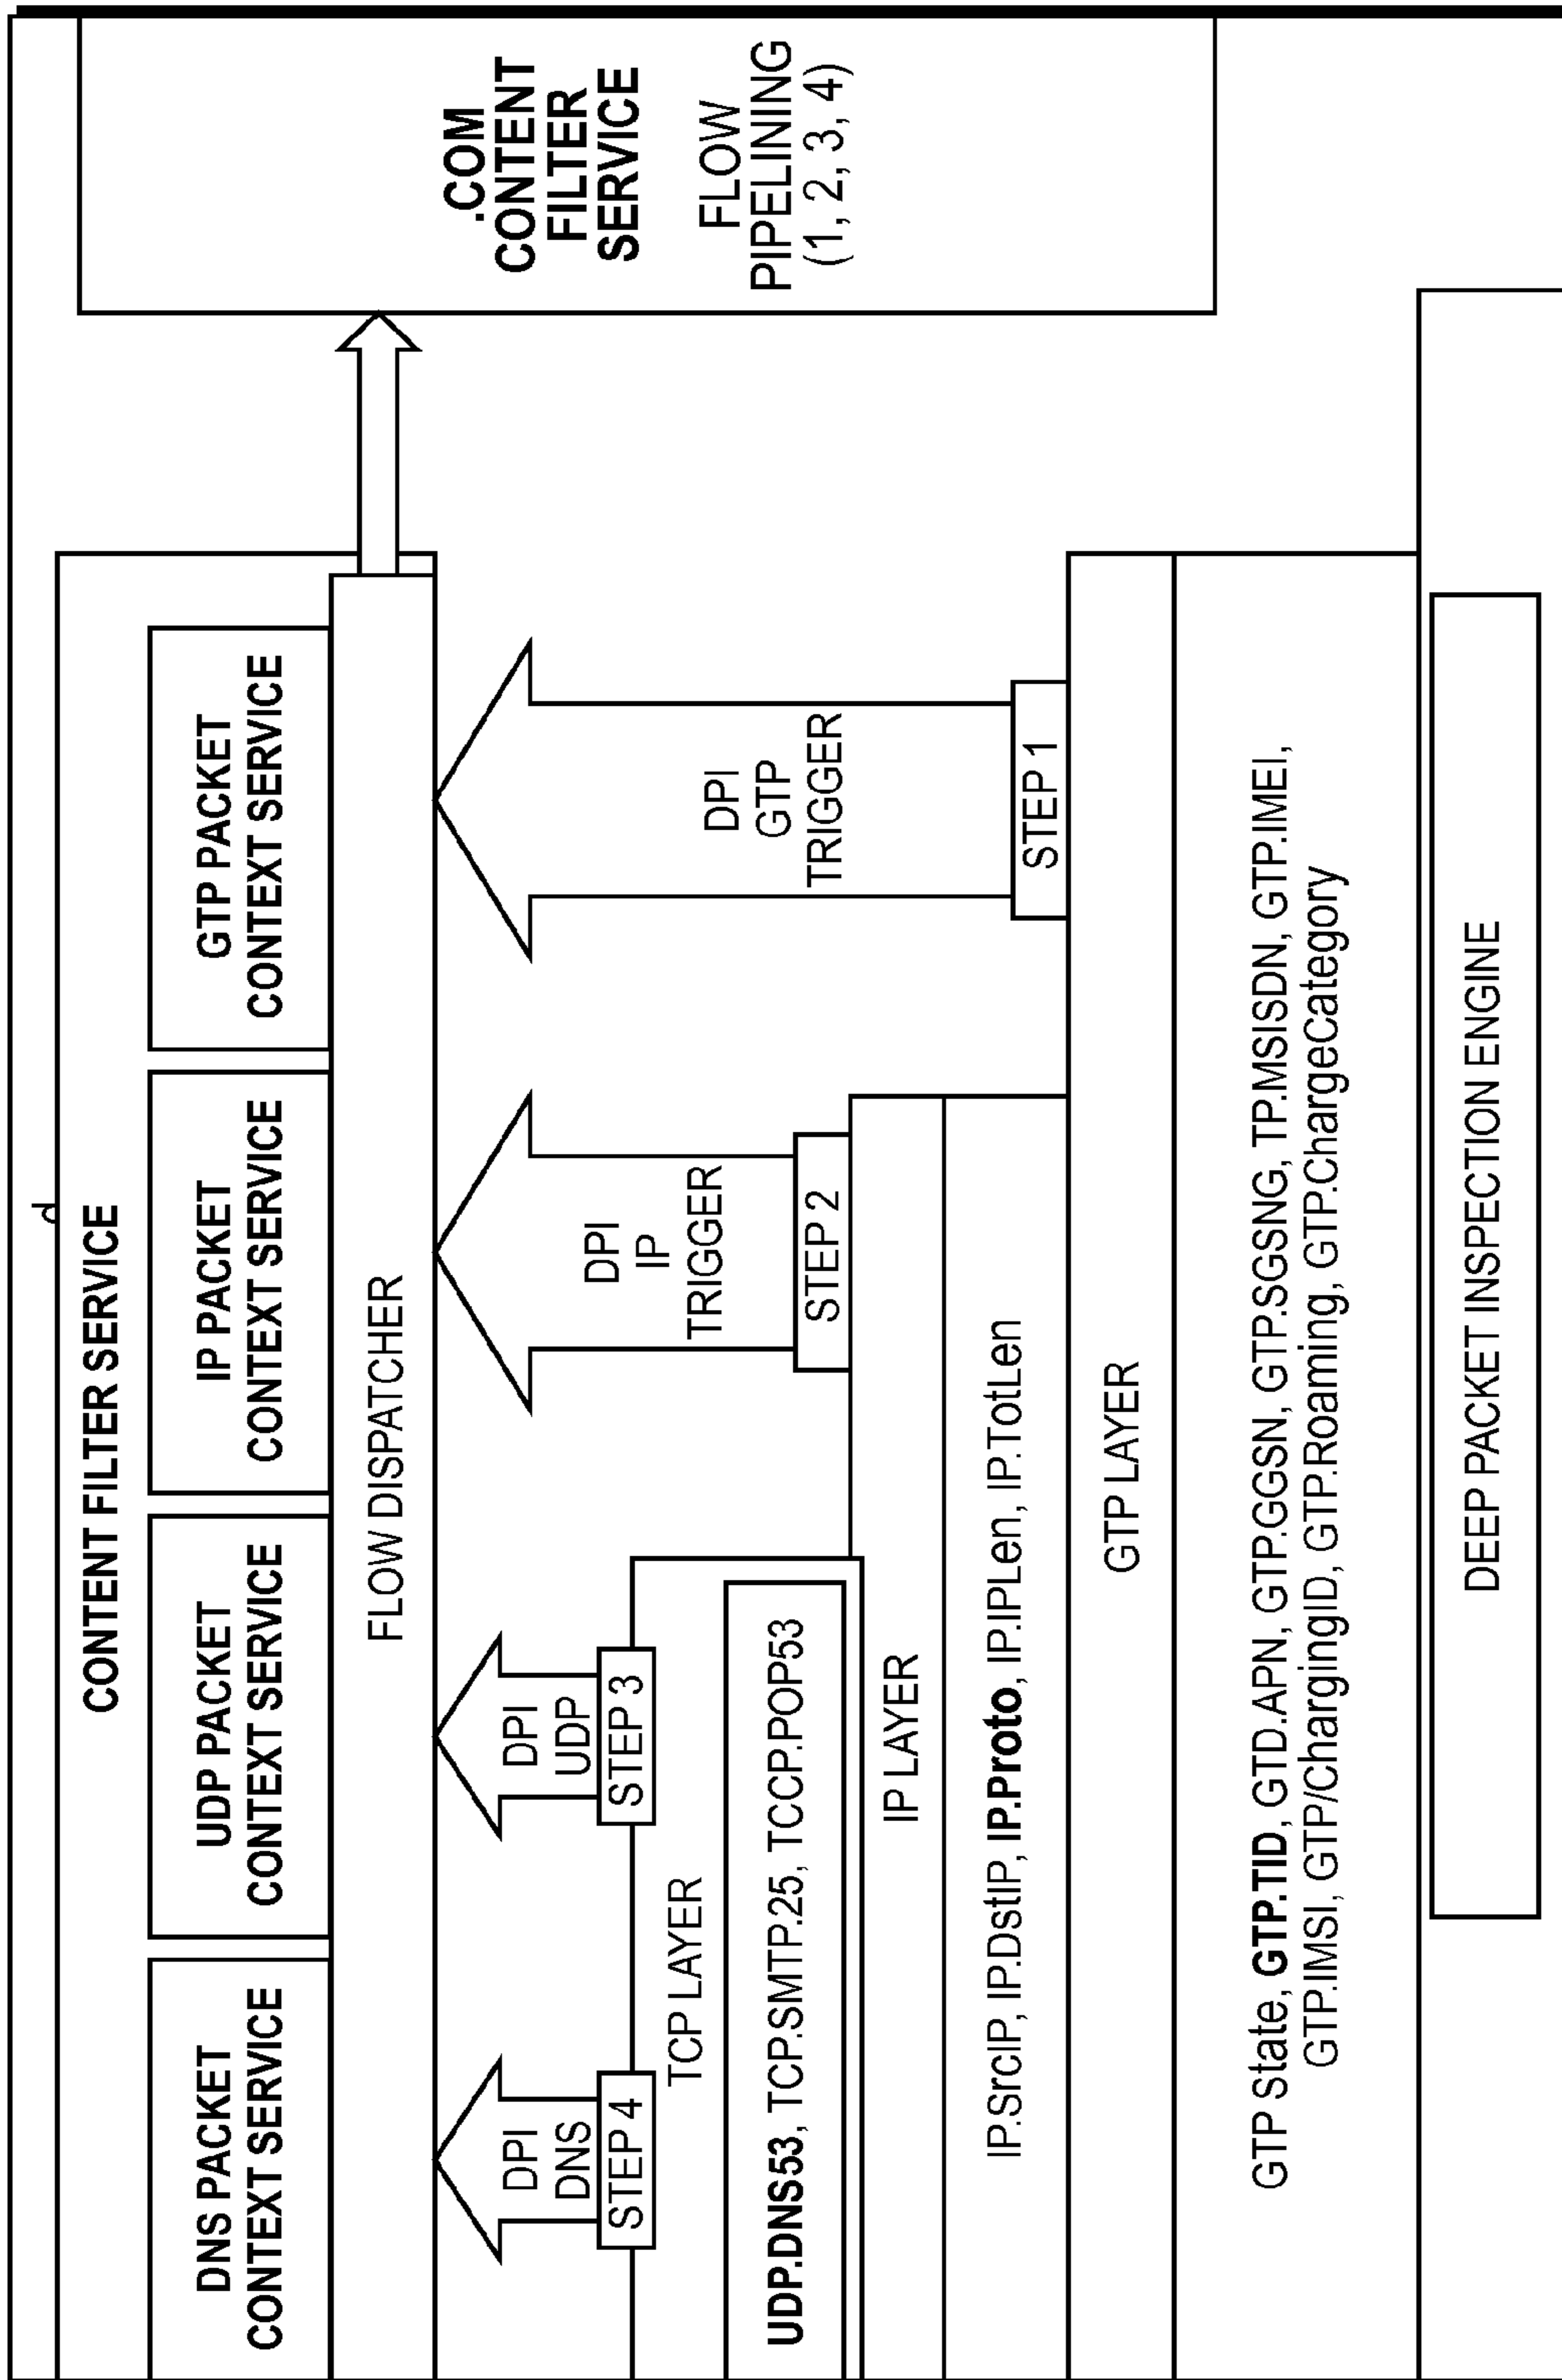 CONTENT FILTER SERVICE
DNS PACKET
CONTEXT SERVICE
UDP PACKET
CONTEXT SERVICE
IP PACKET
CONTEXT SERVICE
GTP PACKET
CONTEXT SERVICE
FLOW DISPATCHER
.COM
CONTENT
FILTER
SERVICE
FLOW
PIPELINING
(1, 2, 3, 4)
DPI
DNS
STEP 4
DPI
UDP
STEP 3
DPI
IP
TRIGGER
STEP 2
DPI
GTP
TRIGGER
STEP 1
TCP LAYER
UDP.DNS53, TCP.SMTP.25, TCCP.POP53
IP LAYER
IP.SrcIP, IP.DstIP, IP.Proto, IP.IPLen, IP.TotLen
GTP LAYER
GTP State, GTP.TID, GTD.APN, GTP.GGSN, GTP.SGSNG, TP.MSISDN, GTP.IMEI,
GTP.IMSI, GTP/ChargingID, GTP.Roaming, GTP.ChargeCategory
DEEP PACKET INSPECTION ENGINE